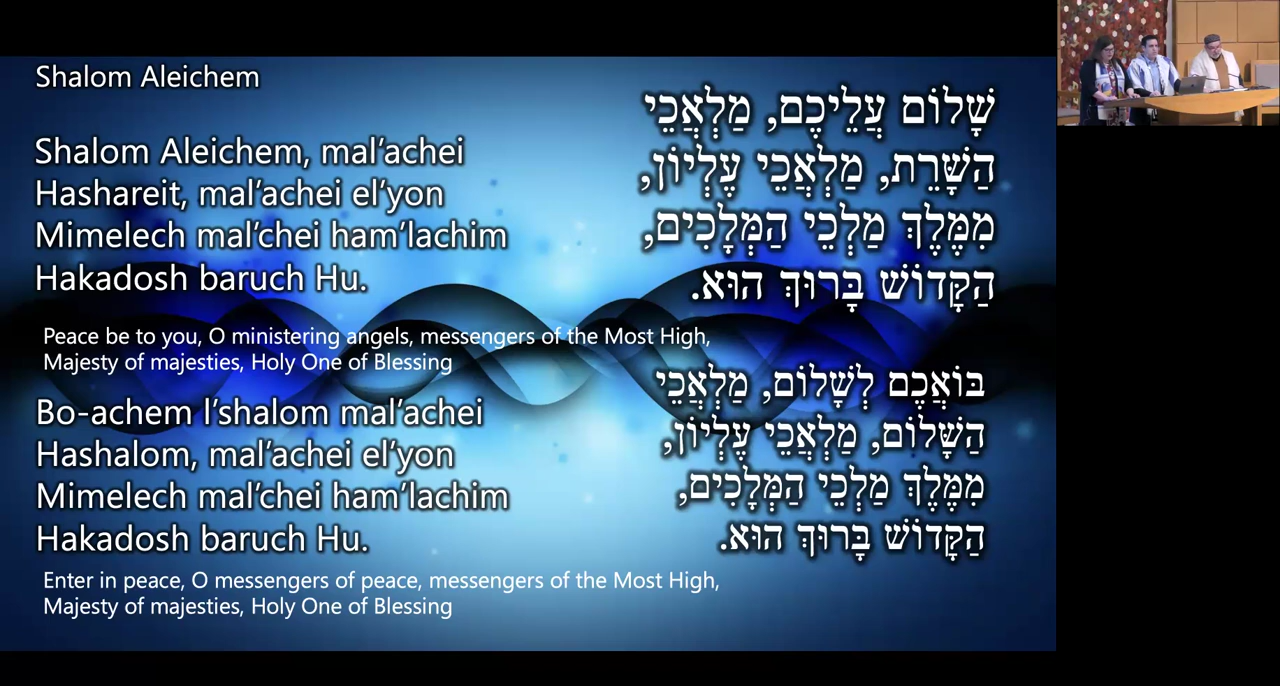 Shalom Aleichem
Shalom Aleichem, mal’achei
Hashareit, mal’achei el’yon
Mimelech mal’chei ham’lachim
Hakadosh baruch Hu.
שָׁלוֹם עֲלֵיכֶם, מַלְאֲכֵי
הַשָּׁרֵת, מַלְאֲכֵי עֶלְיוֹן,
מִמֶּלֶךְ מַלְכֵי הַמְּלָכִים,
הַקָּדוֹשׁ בָּרוּךְ הוּא.
Peace be to you, O ministering angels, messengers of the Most High,
Majesty of majesties, Holy One of Blessing
Bo-achem l’shalom mal’achei
Hashalom, mal’achei el’yon
Mimelech mal’chei ham’lachim
Hakadosh baruch Hu.
בּוֹאֲכֶם לְשָׁלוֹם, מַלְאֲכֵי
הַשָּׁלוֹם, מַלְאֲכֵי עֶלְיוֹן,
מִמֶּלֶךְ מַלְכֵי הַמְּלָכִים,
הַקָּדוֹשׁ בָּרוּךְ הוּא.
Enter in peace, O messengers of peace, messengers of the Most High,
Majesty of majesties, Holy One of Blessing